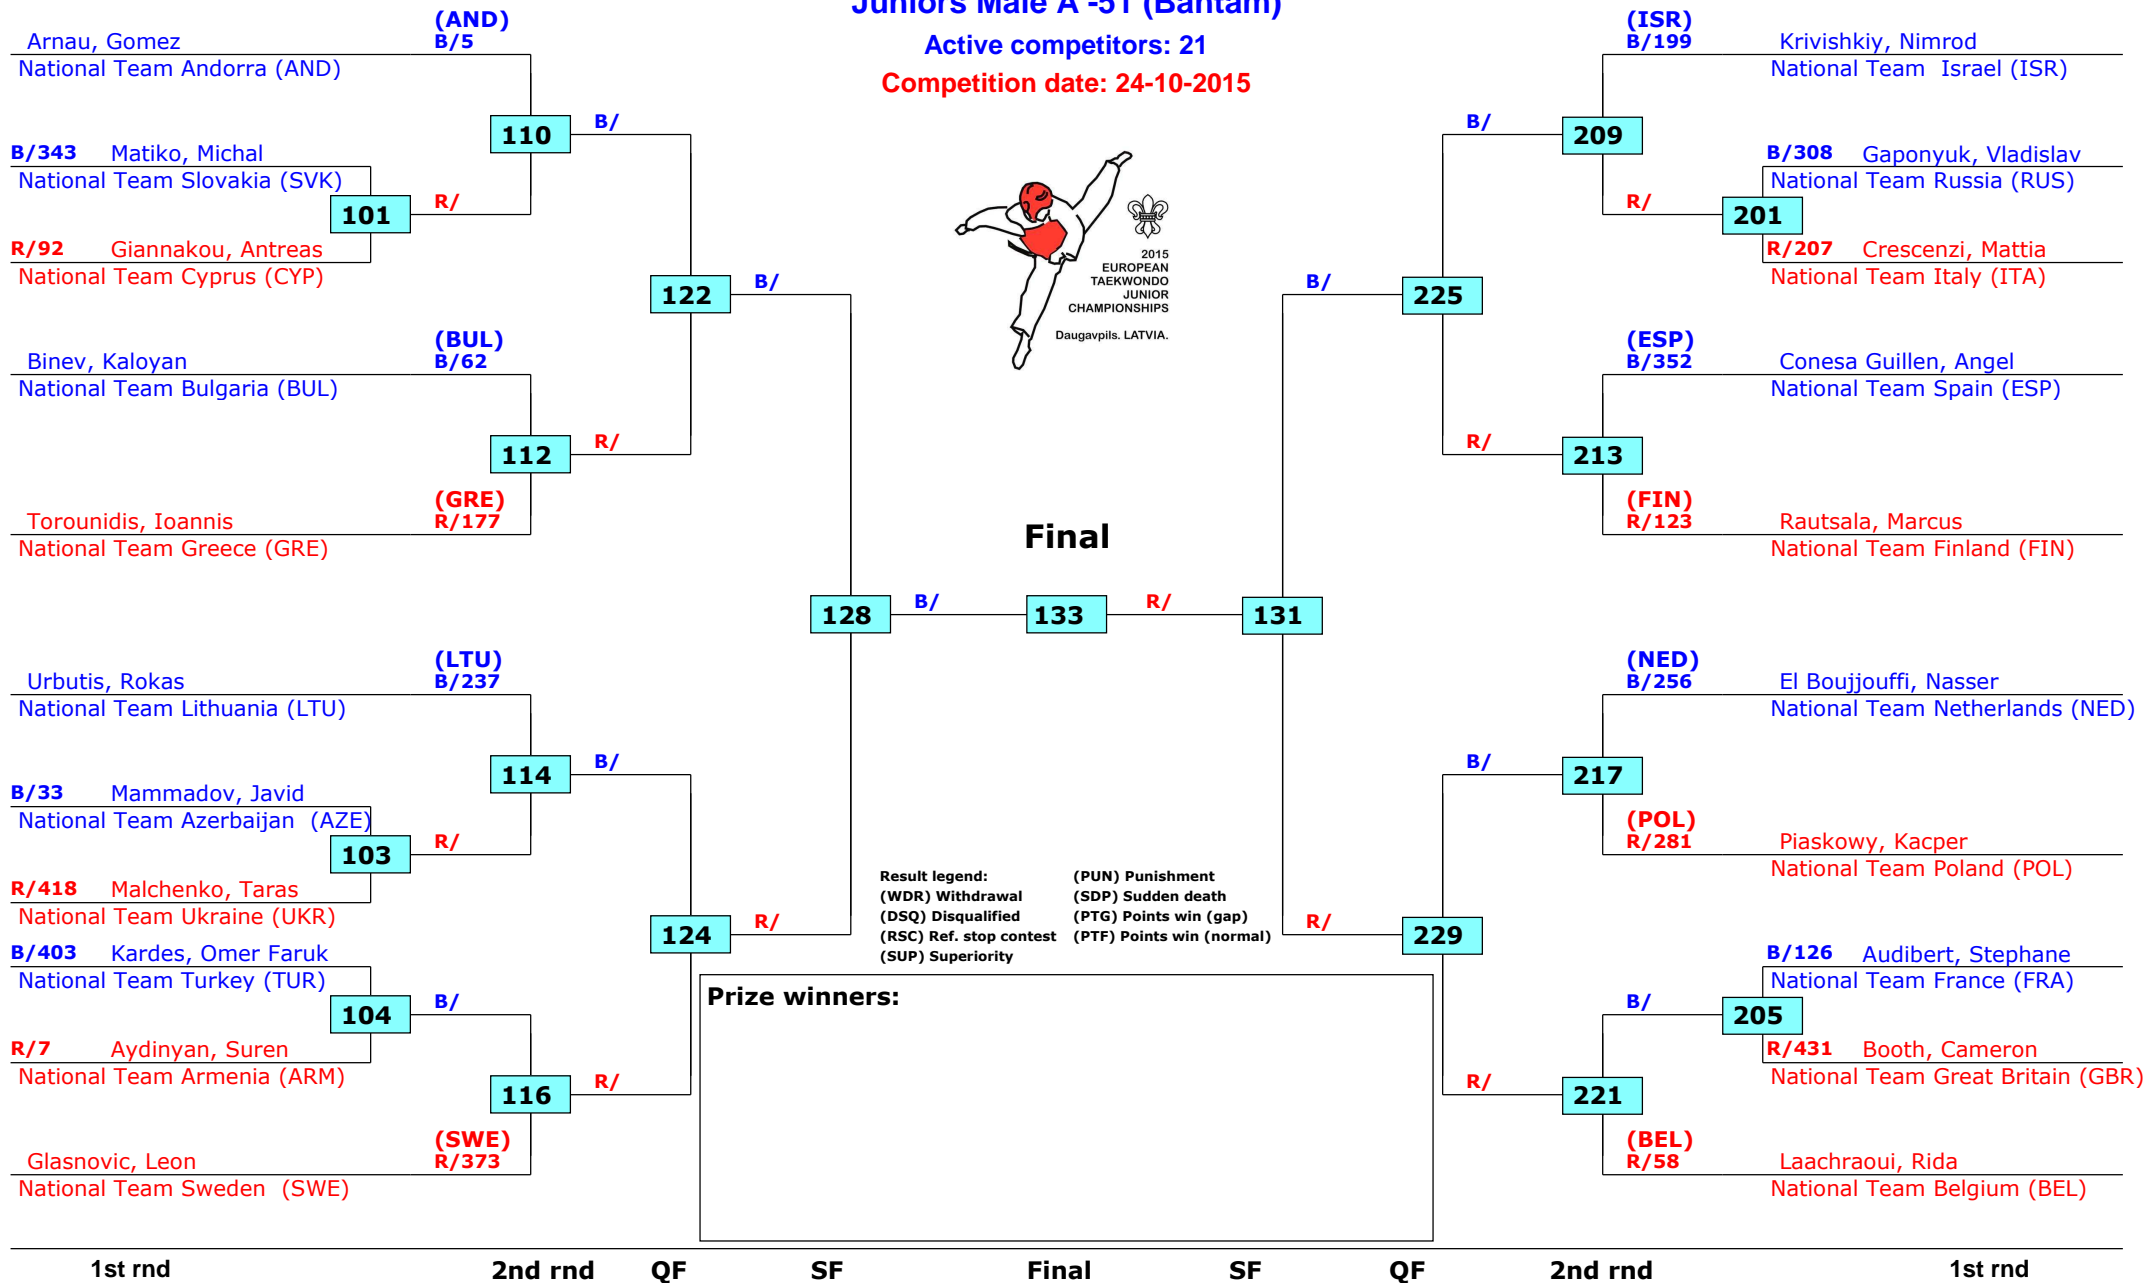 Juniors Male A -51 (Bantam)
Active competitors: 21
Competition date: 24-10-2015
(AND)
Arnau, Gomez B/5
National Team Andorra (AND)
110
B/
B/343 Matiko, Michal
National Team Slovakia (SVK)
101
R/
R/92 Giannakou, Antreas
National Team Cyprus (CYP)
122
B/
(BUL)
Binev, Kaloyan B/62
National Team Bulgaria (BUL)
112
R/
(GRE)
Torounidis, Ioannis R/177
National Team Greece (GRE)
128
B/
(LTU)
Urbutis, Rokas B/237
National Team Lithuania (LTU)
114
B/
B/33 Mammadov, Javid
National Team Azerbaijan (AZE)
103
R/
R/418 Malchenko, Taras
National Team Ukraine (UKR)
124
R/
B/403 Kardes, Omer Faruk
National Team Turkey (TUR)
104
B/
R/7 Aydinyan, Suren
National Team Armenia (ARM)
116
R/
(SWE)
Glasnovic, Leon R/373
National Team Sweden (SWE)
2015
EUROPEAN
TAEKWONDO
JUNIOR
CHAMPIONSHIPS
Daugavpils. LATVIA.
Final
133
R/
131
(ISR)
B/199 Krivishkiy, Nimrod
National Team Israel (ISR)
B/
209
B/308 Gaponyuk, Vladislav
National Team Russia (RUS)
R/
201
R/207 Crescenzi, Mattia
National Team Italy (ITA)
B/
225
(ESP)
B/352 Conesa Guillen, Angel
National Team Spain (ESP)
R/
213
(FIN)
R/123 Rautsala, Marcus
National Team Finland (FIN)
(NED)
B/256 El Boujjouffi, Nasser
National Team Netherlands (NED)
B/
217
(POL)
R/281 Piaskowy, Kacper
National Team Poland (POL)
R/
229
B/126 Audibert, Stephane
National Team France (FRA)
B/
205
R/431 Booth, Cameron
National Team Great Britain (GBR)
R/
221
(BEL)
R/58 Laachraoui, Rida
National Team Belgium (BEL)
Result legend: (PUN) Punishment
(WDR) Withdrawal (SDP) Sudden death
(DSQ) Disqualified (PTG) Points win (gap)
(RSC) Ref. stop contest (PTF) Points win (normal)
(SUP) Superiority
Prize winners:
1st rnd 2nd rnd QF SF Final SF QF 2nd rnd 1st rnd